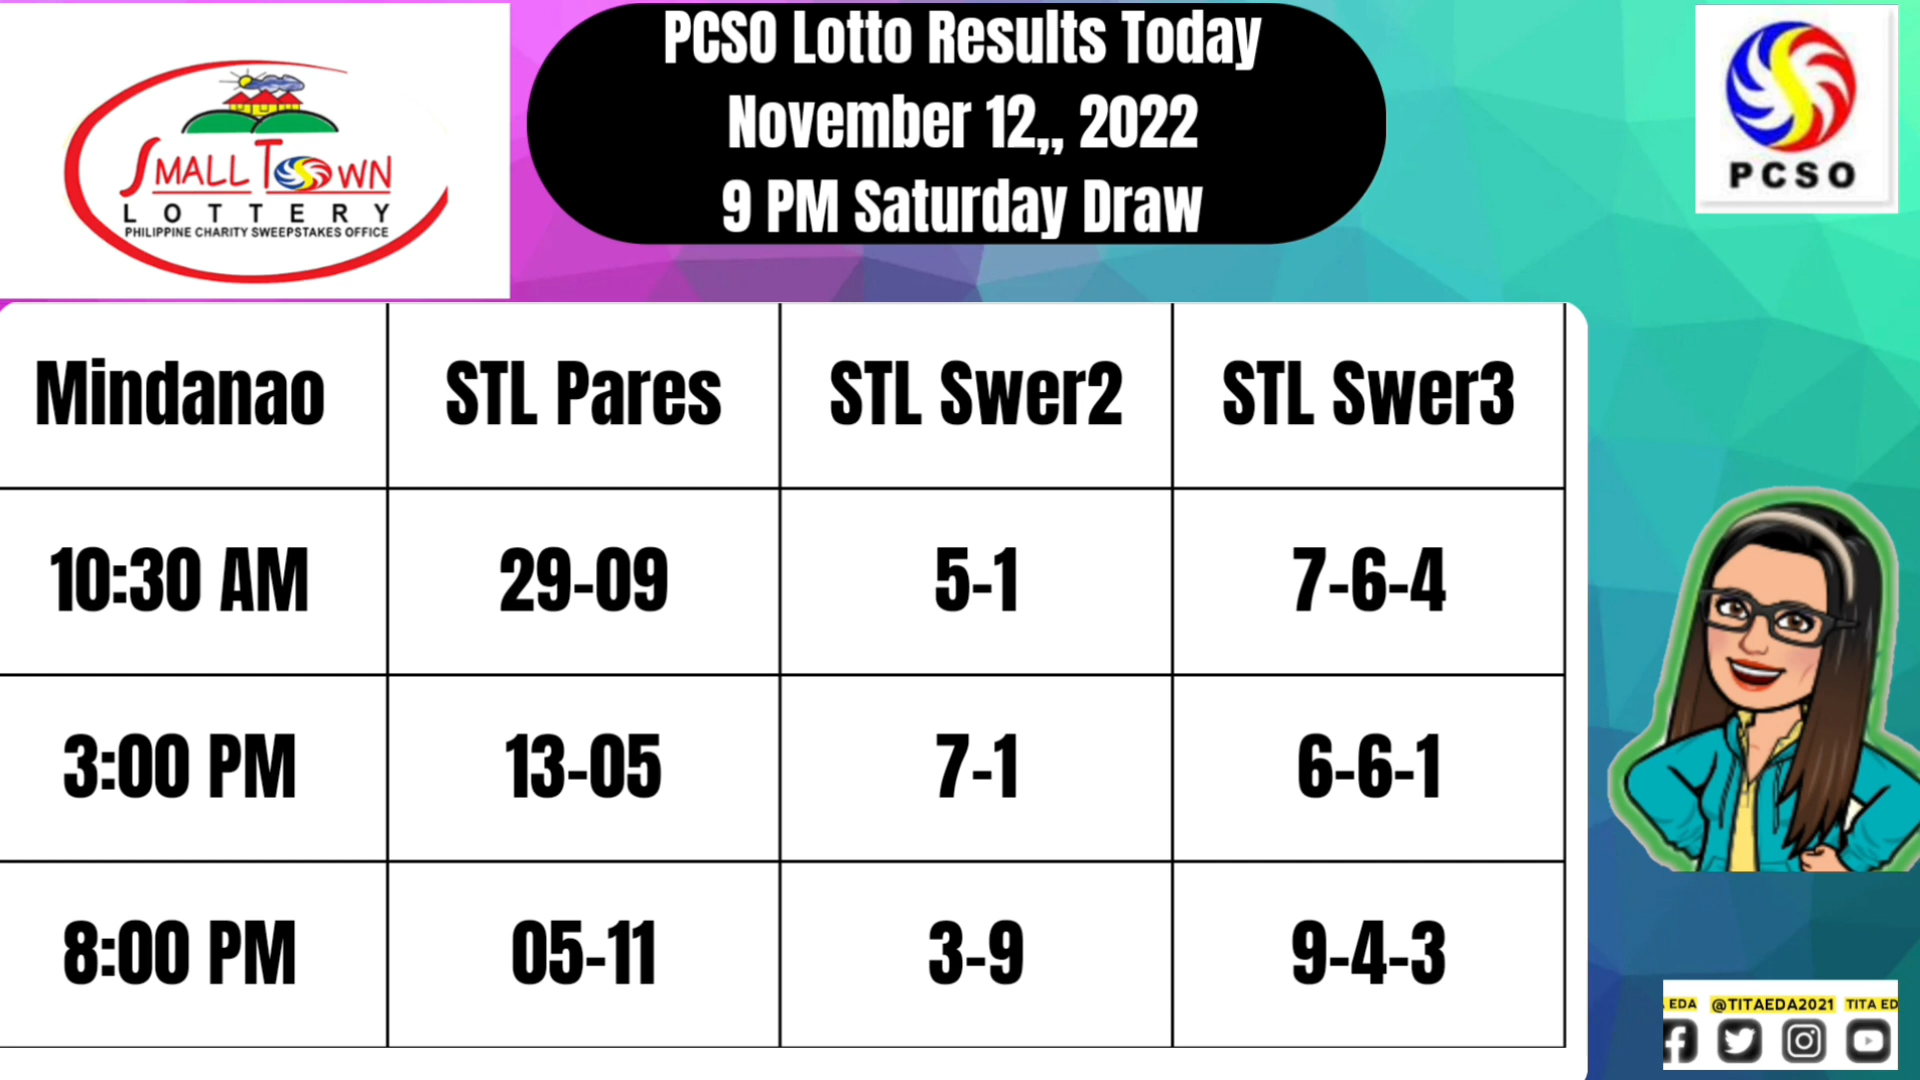 PCSO Lotto Results Today
November 12,, 2022
9 PM Saturday Draw
SMALL TOWN
LOTTERY
PHILIPPINE CHARITY SWEEPSTAKES OFFICE
PCSO
Mindanao STL Pares STL Swer2 STL Swer3
10:30 AM 29-09 5-1 7-6-4
3:00 PM 13-05 7-1 6-6-1
8:00 PM 05-11 3-9 9-4-3
EDA @TITAEDA2021 TITA ED